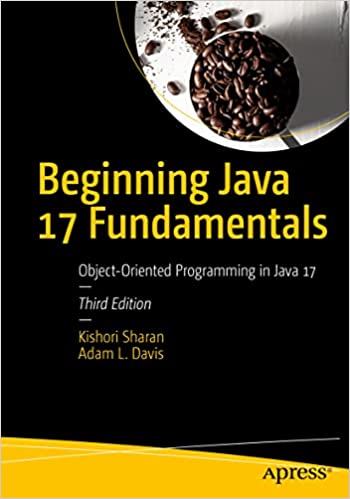 Beginning Java
17 Fundamentals
Object-Oriented Programming in Java 17
—
Third Edition
—
Kishori Sharan
Adam L. Davis
Apress®